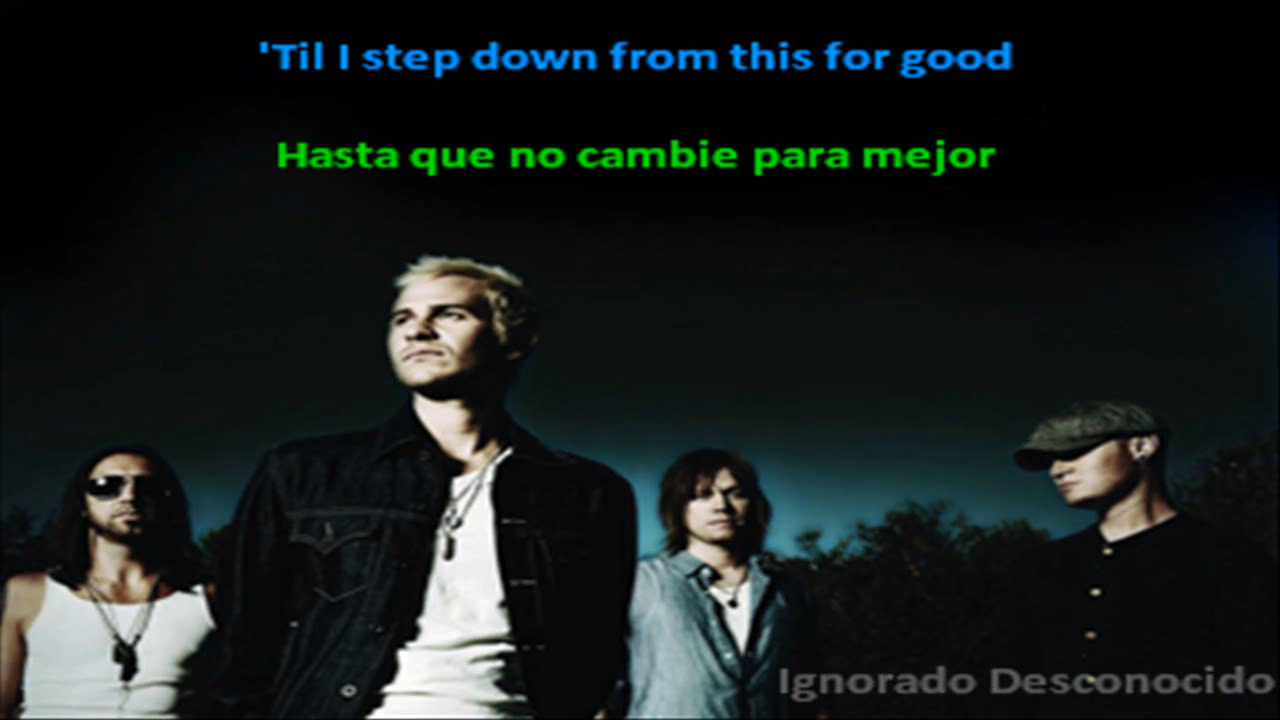 'Til I step down from this for good
Hasta que no cambie para mejor
Ignorado Desconocido